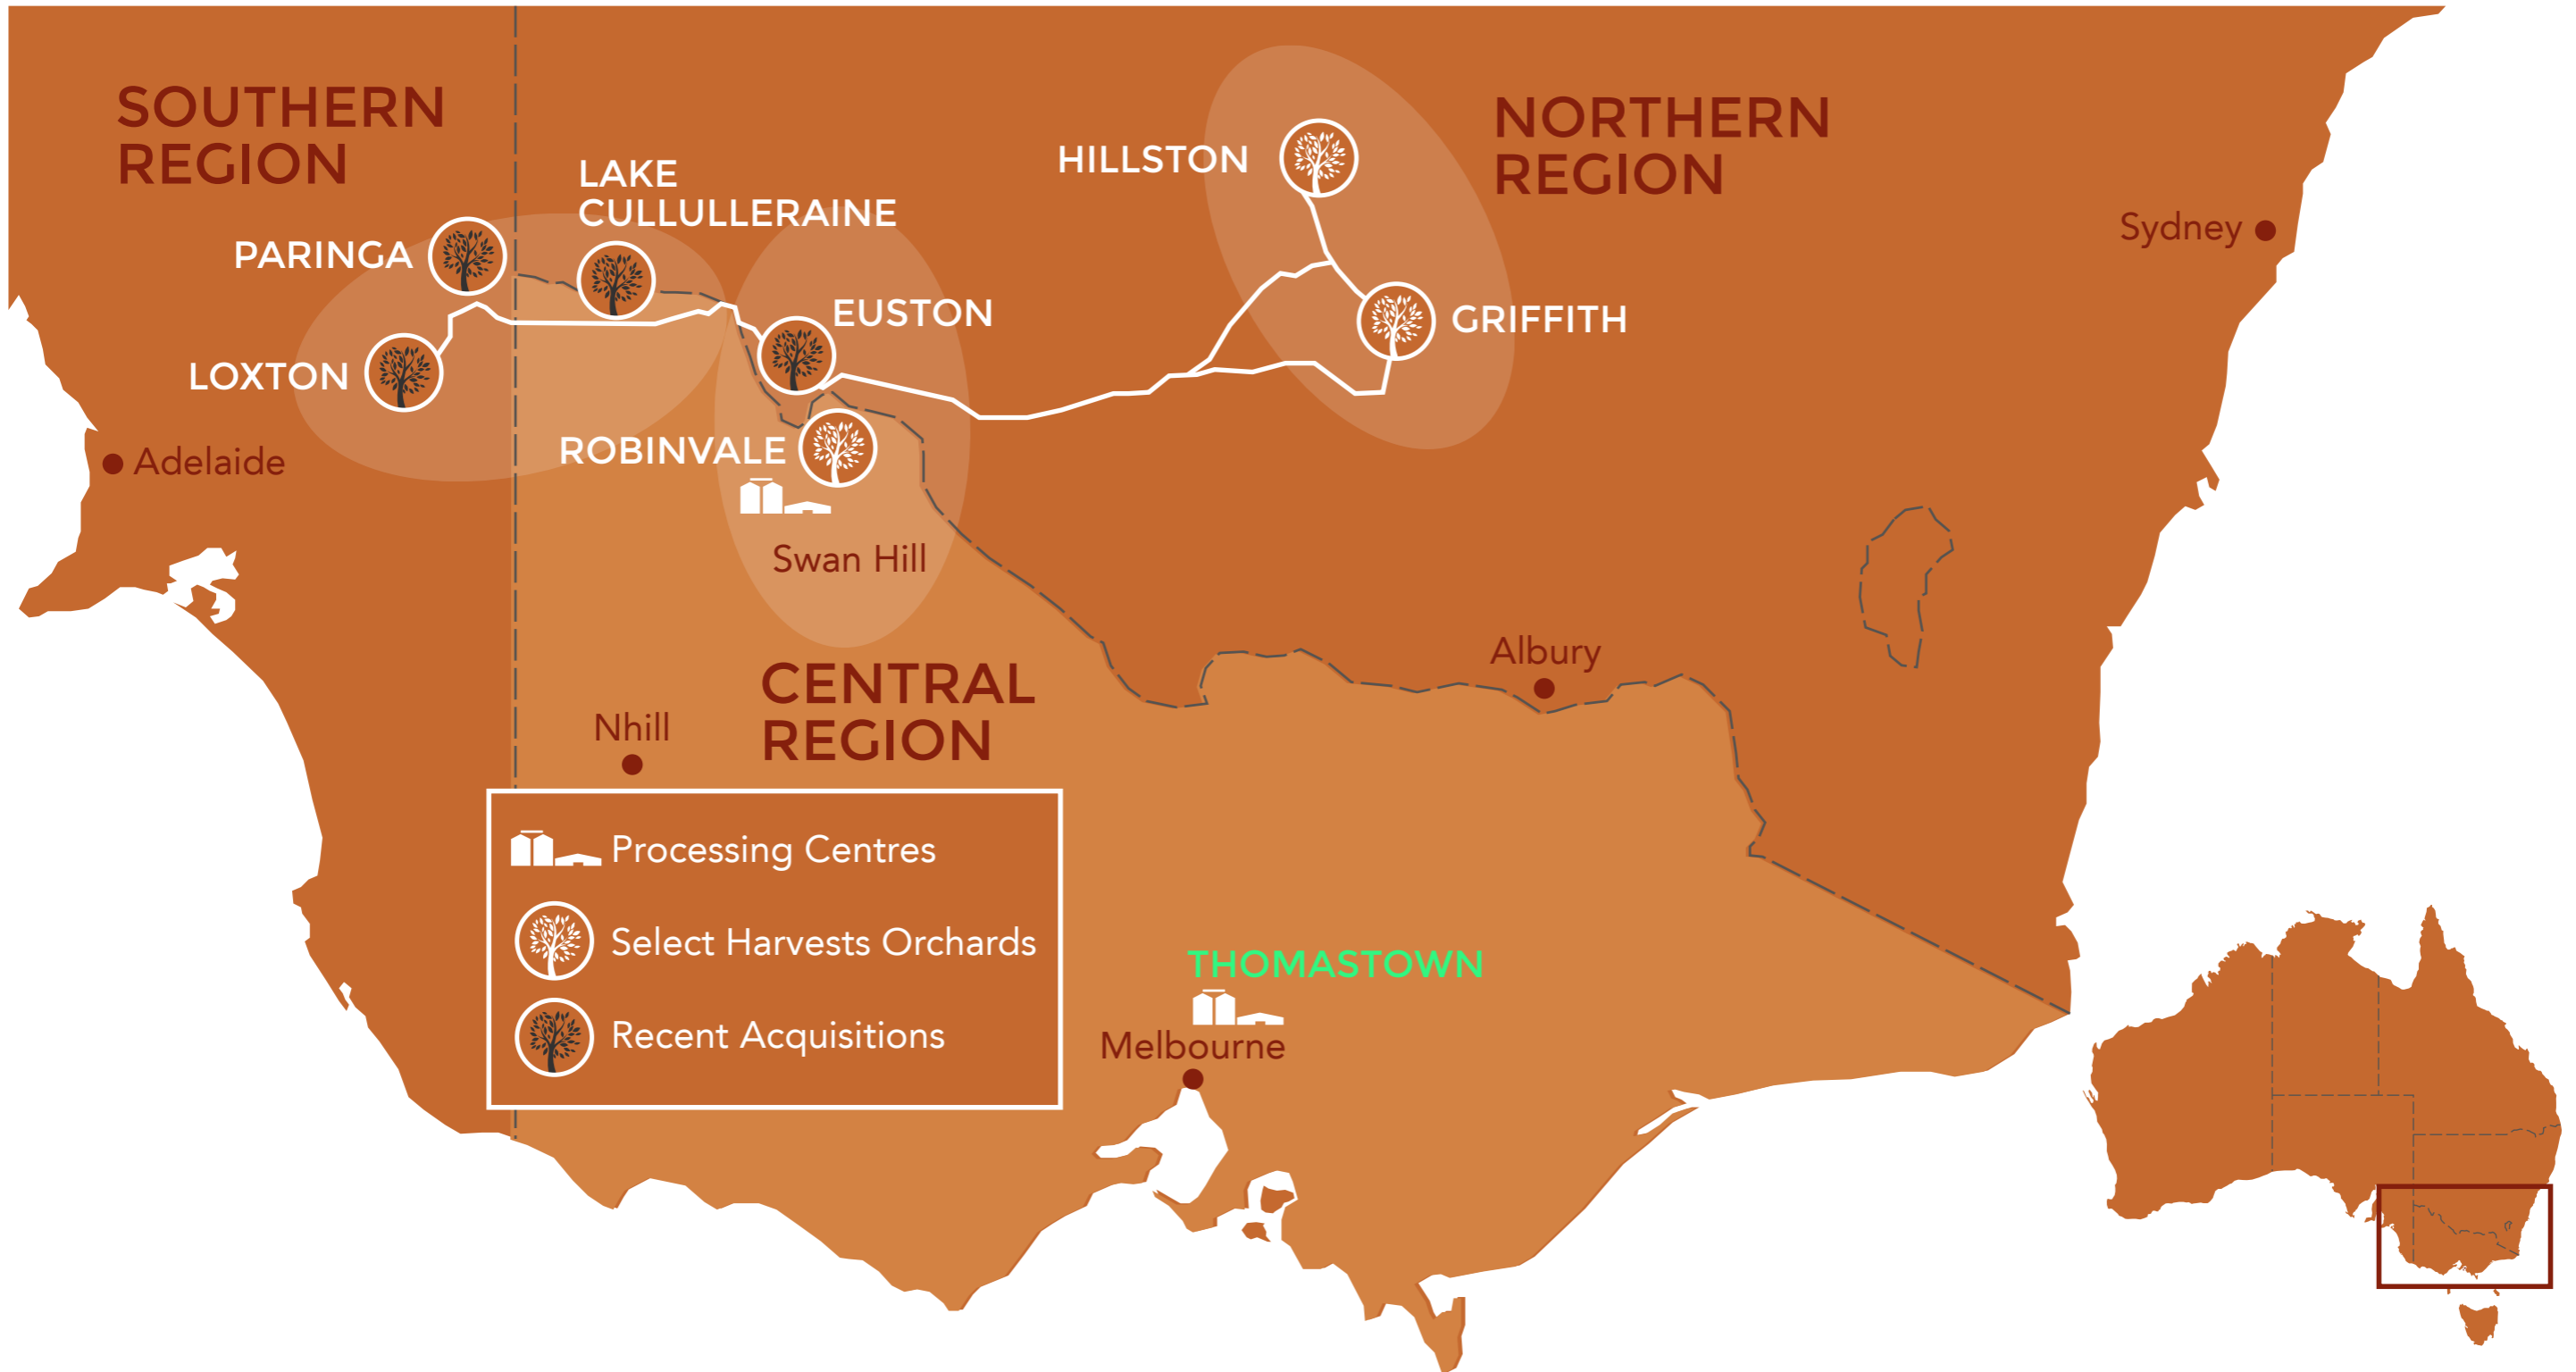 SOUTHERN
REGION
NORTHERN
REGION
LAKE
CULLULLERAINE
HILLSTON
Sydney
PARINGA
EUSTON
GRIFFITH
LOXTON
ROBINVALE
Adelaide
Swan Hill
Albury
CENTRAL
REGION
Nhill
Processing Centres
Select Harvests Orchards
Recent Acquisitions
THOMASTOWN
Melbourne